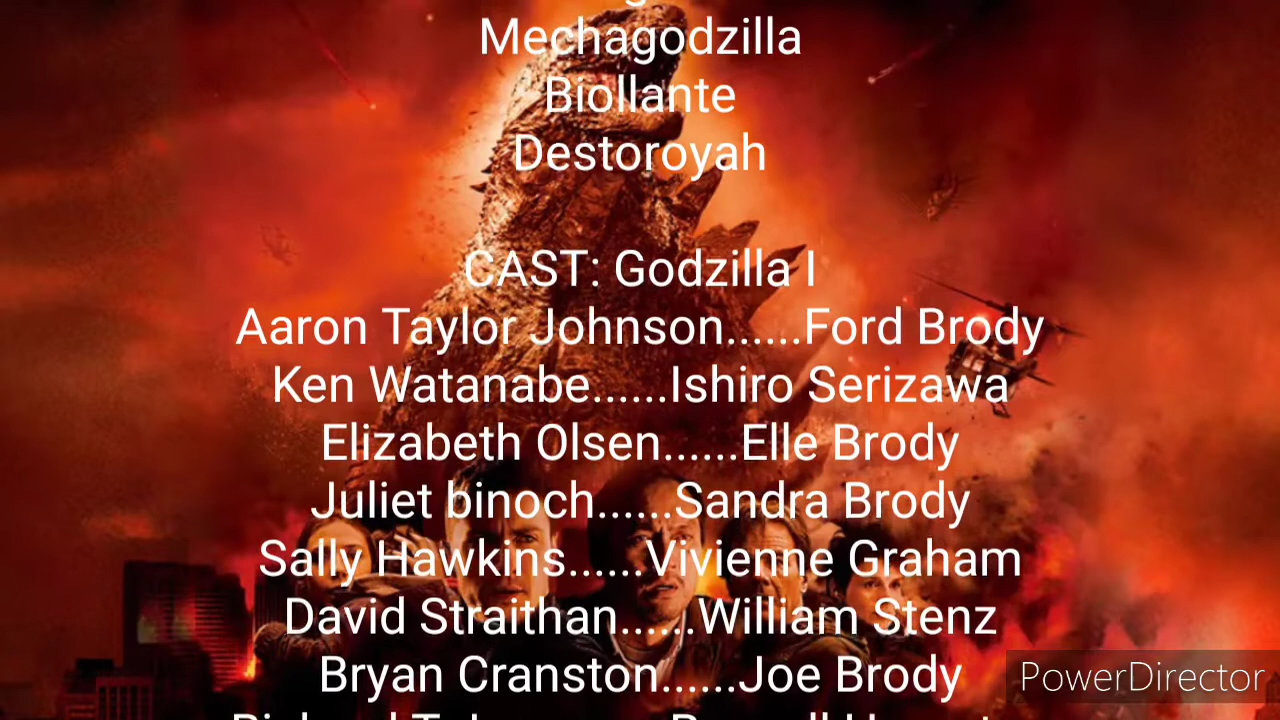 Mechagodzilla
Biollante
Destoroyah
CAST: Godzilla I
Aaron Taylor Johnson......Ford Brody
Ken Watanabe......Ishiro Serizawa
Elizabeth Olsen......Elle Brody
Juliet binoch......Sandra Brody
Sally Hawkins......Vivienne Graham
David Straithan......William Stenz
Bryan Cranston......Joe Brody
PowerDirector